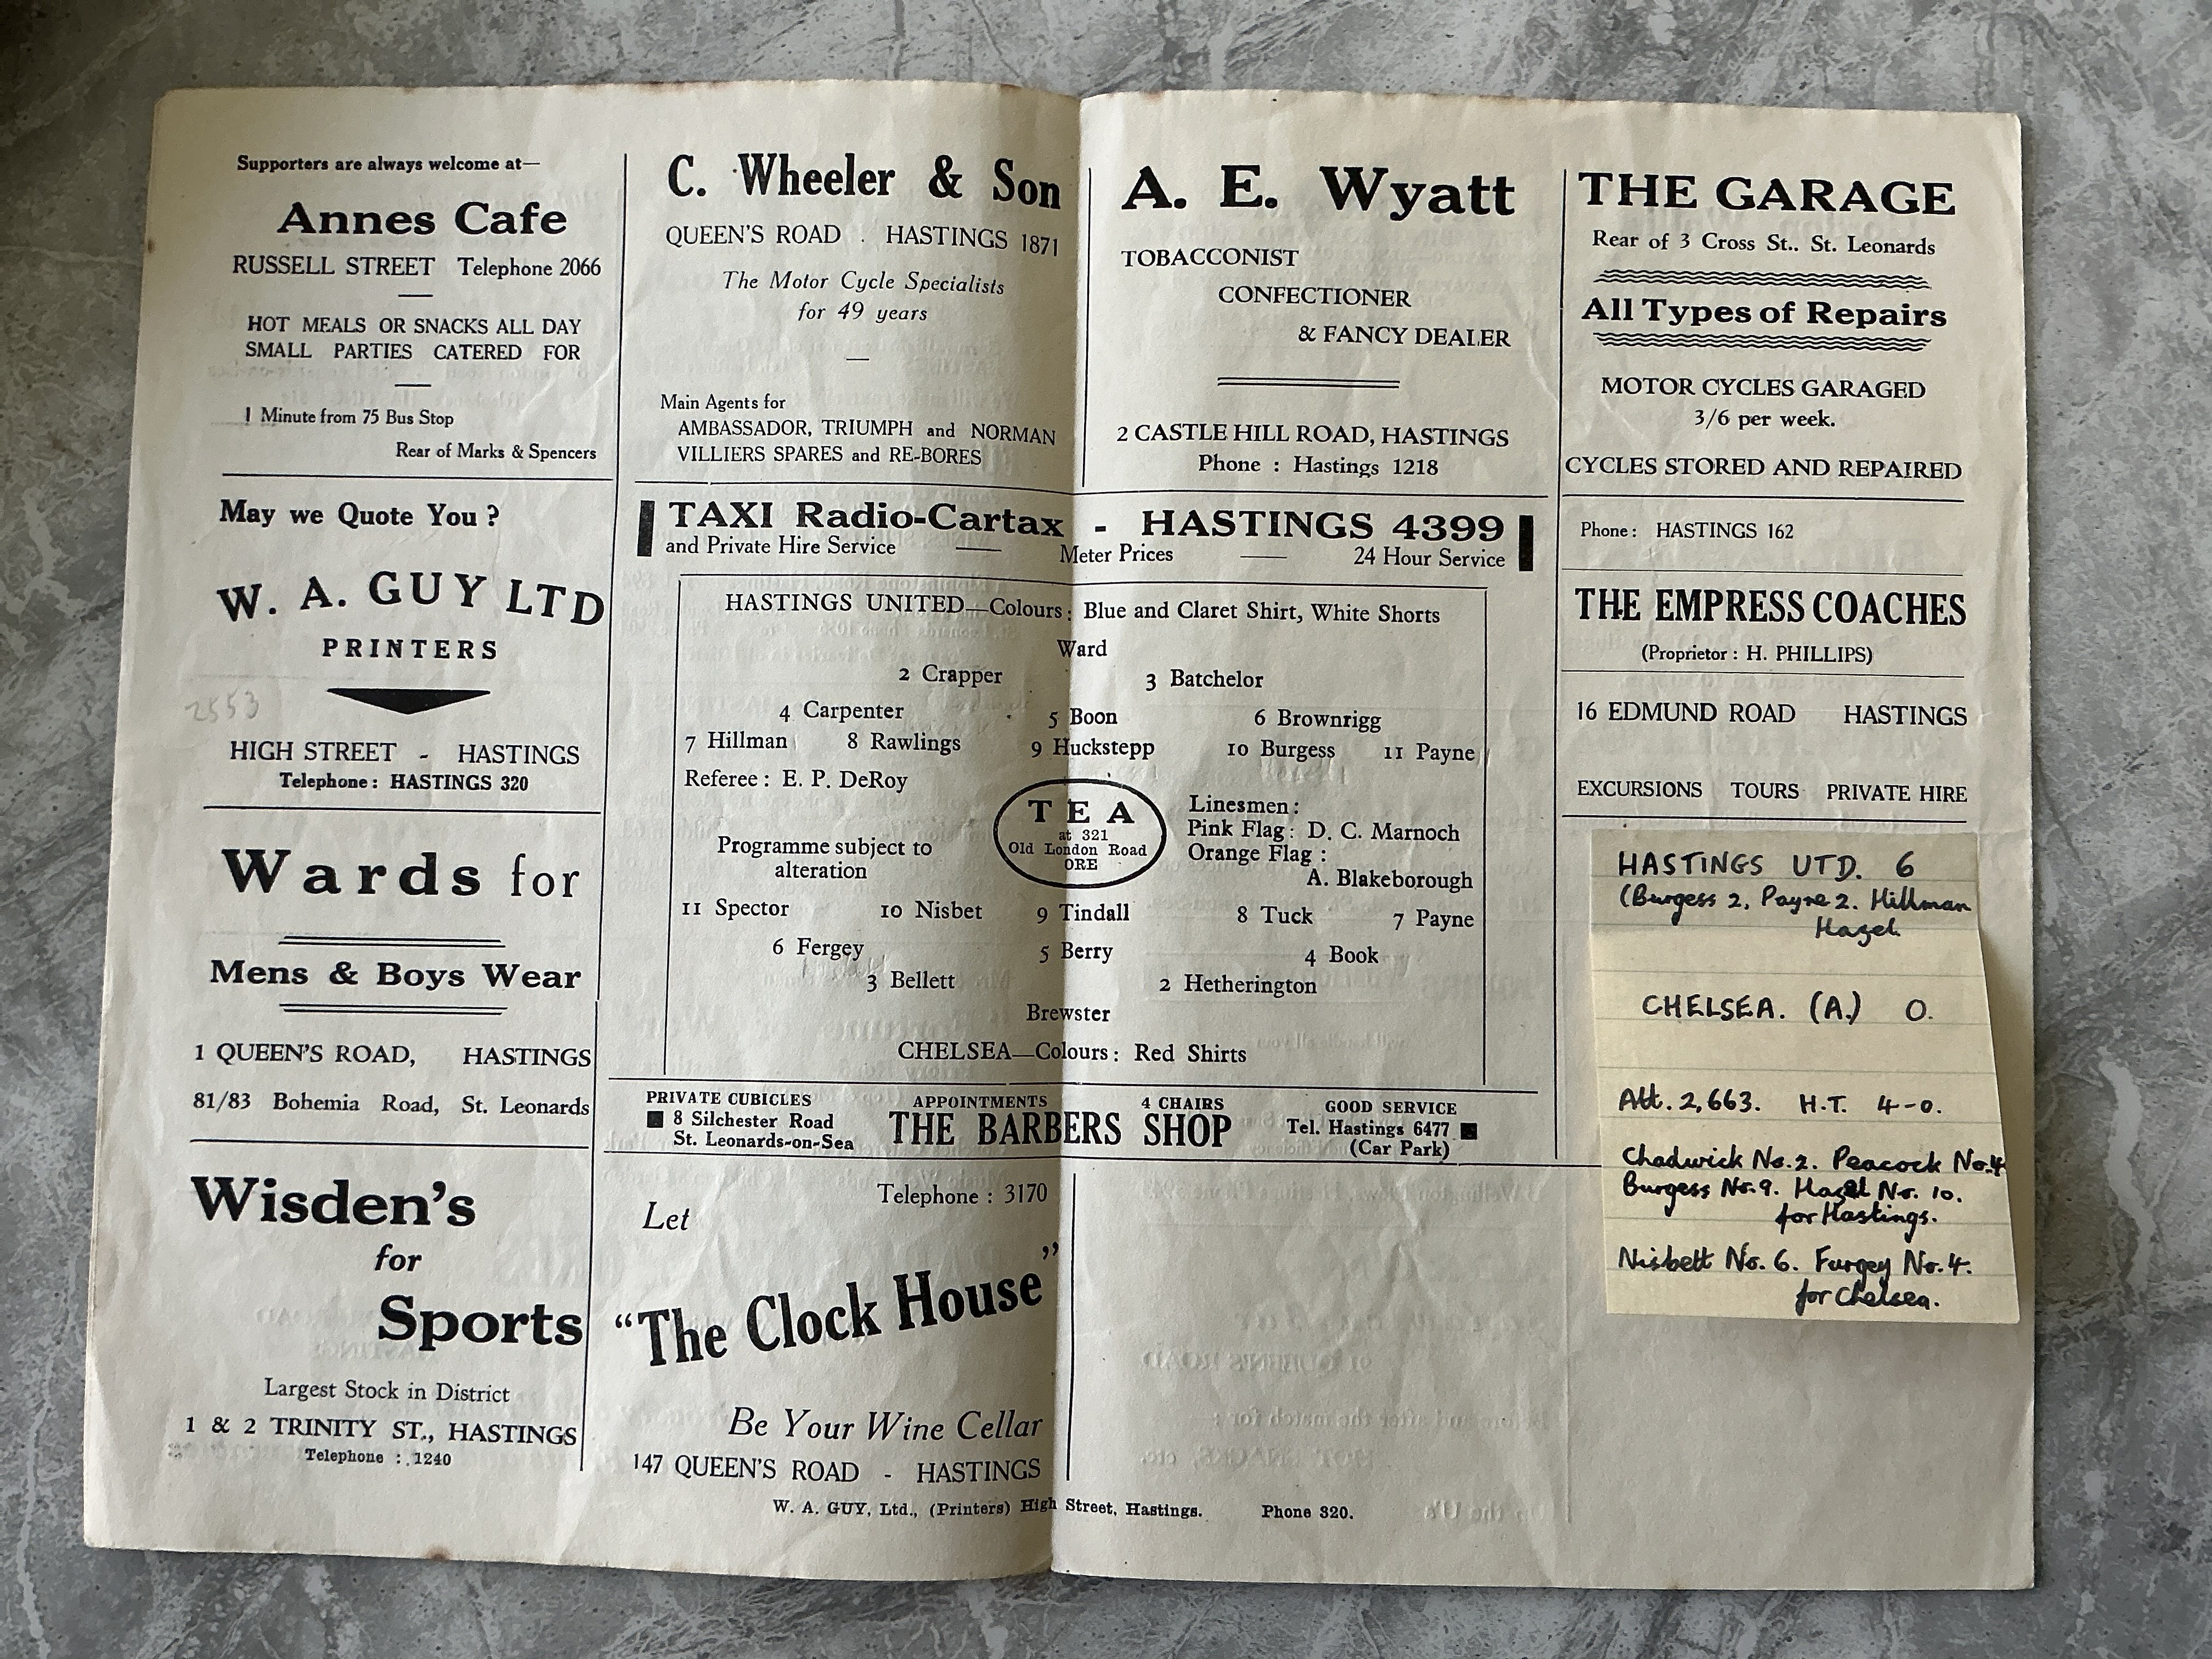 Supporters are always welcome at—
Annes Cafe
RUSSELL STREET Telephone 2066
HOT MEALS OR SNACKS ALL DAY
SMALL PARTIES CATERED FOR
1 Minute from 75 Bus Stop
Rear of Marks & Spencers
May we Quote You ?
W. A. GUY LTD
PRINTERS
2553
HIGH STREET - HASTINGS
Telephone : HASTINGS 320
Wards for
Mens & Boys Wear
1 QUEEN'S ROAD, HASTINGS
81/83 Bohemia Road, St. Leonards
Wisden's
for
Sports
Largest Stock in District
1 & 2 TRINITY ST., HASTINGS
Telephone : 1240
C. Wheeler & Son
QUEEN'S ROAD . HASTINGS 1871
The Motor Cycle Specialists
for 49 years
Main Agents for
AMBASSADOR, TRIUMPH and NORMAN
VILLIERS SPARES and RE-BORES
A. E. Wyatt
TOBACCONIST
CONFECTIONER
& FANCY DEALER
2 CASTLE HILL ROAD, HASTINGS
Phone : Hastings 1218
TAXI Radio-Cartax - HASTINGS 4399
and Private Hire Service — Meter Prices — 24 Hour Service
HASTINGS UNITED—Colours : Blue and Claret Shirt, White Shorts
Ward
2 Crapper 3 Batchelor
4 Carpenter 5 Boon 6 Brownrigg
7 Hillman 8 Rawlings 9 Huckstepp 10 Burgess 11 Payne
Referee : E. P. DeRoy
Programme subject to
alteration
TEA
at 321
Old London Road
ORE
Linesmen :
Pink Flag : D. C. Marnoch
Orange Flag :
A. Blakeborough
11 Spector 10 Nisbet 9 Tindall 8 Tuck 7 Payne
6 Fergey 5 Berry 4 Book
3 Bellett 2 Hetherington
Brewster
CHELSEA—Colours : Red Shirts
PRIVATE CUBICLES
8 Silchester Road
St. Leonards-on-Sea
APPOINTMENTS 4 CHAIRS
THE BARBERS SHOP
GOOD SERVICE
Tel. Hastings 6477
(Car Park)
Telephone : 3170
Let
"The Clock House"
Be Your Wine Cellar
147 QUEEN'S ROAD - HASTINGS
W. A. GUY, Ltd., (Printers) High Street, Hastings. Phone 320.
THE GARAGE
Rear of 3 Cross St.. St. Leonards
All Types of Repairs
MOTOR CYCLES GARAGED
3/6 per week.
CYCLES STORED AND REPAIRED
Phone : HASTINGS 162
THE EMPRESS COACHES
(Proprietor : H. PHILLIPS)
16 EDMUND ROAD HASTINGS
EXCURSIONS TOURS PRIVATE HIRE
HASTINGS UTD. 6
(Burgess 2, Payne 2. Hillman
Hazel.
CHELSEA. (A.) 0.
Att. 2,663. H.T. 4-0.
Chadwick No.2. Peacock No.4
Burgess No.9. Hazel No. 10.
for Hastings.
Nisbett No. 6. Furgey No.4.
for Chelsea.